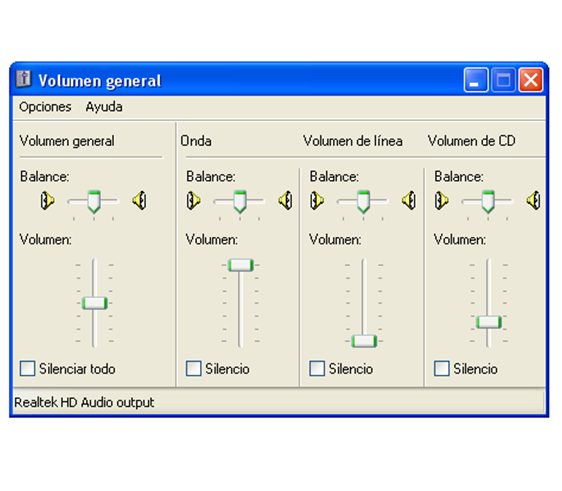 Volumen general
Opciones Ayuda
Volumen general Onda Volumen de línea Volumen de CD
Balance: Balance: Balance: Balance:
Volumen: Volumen: Volumen: Volumen:
Silenciar todo Silencio Silencio Silencio
Realtek HD Audio output